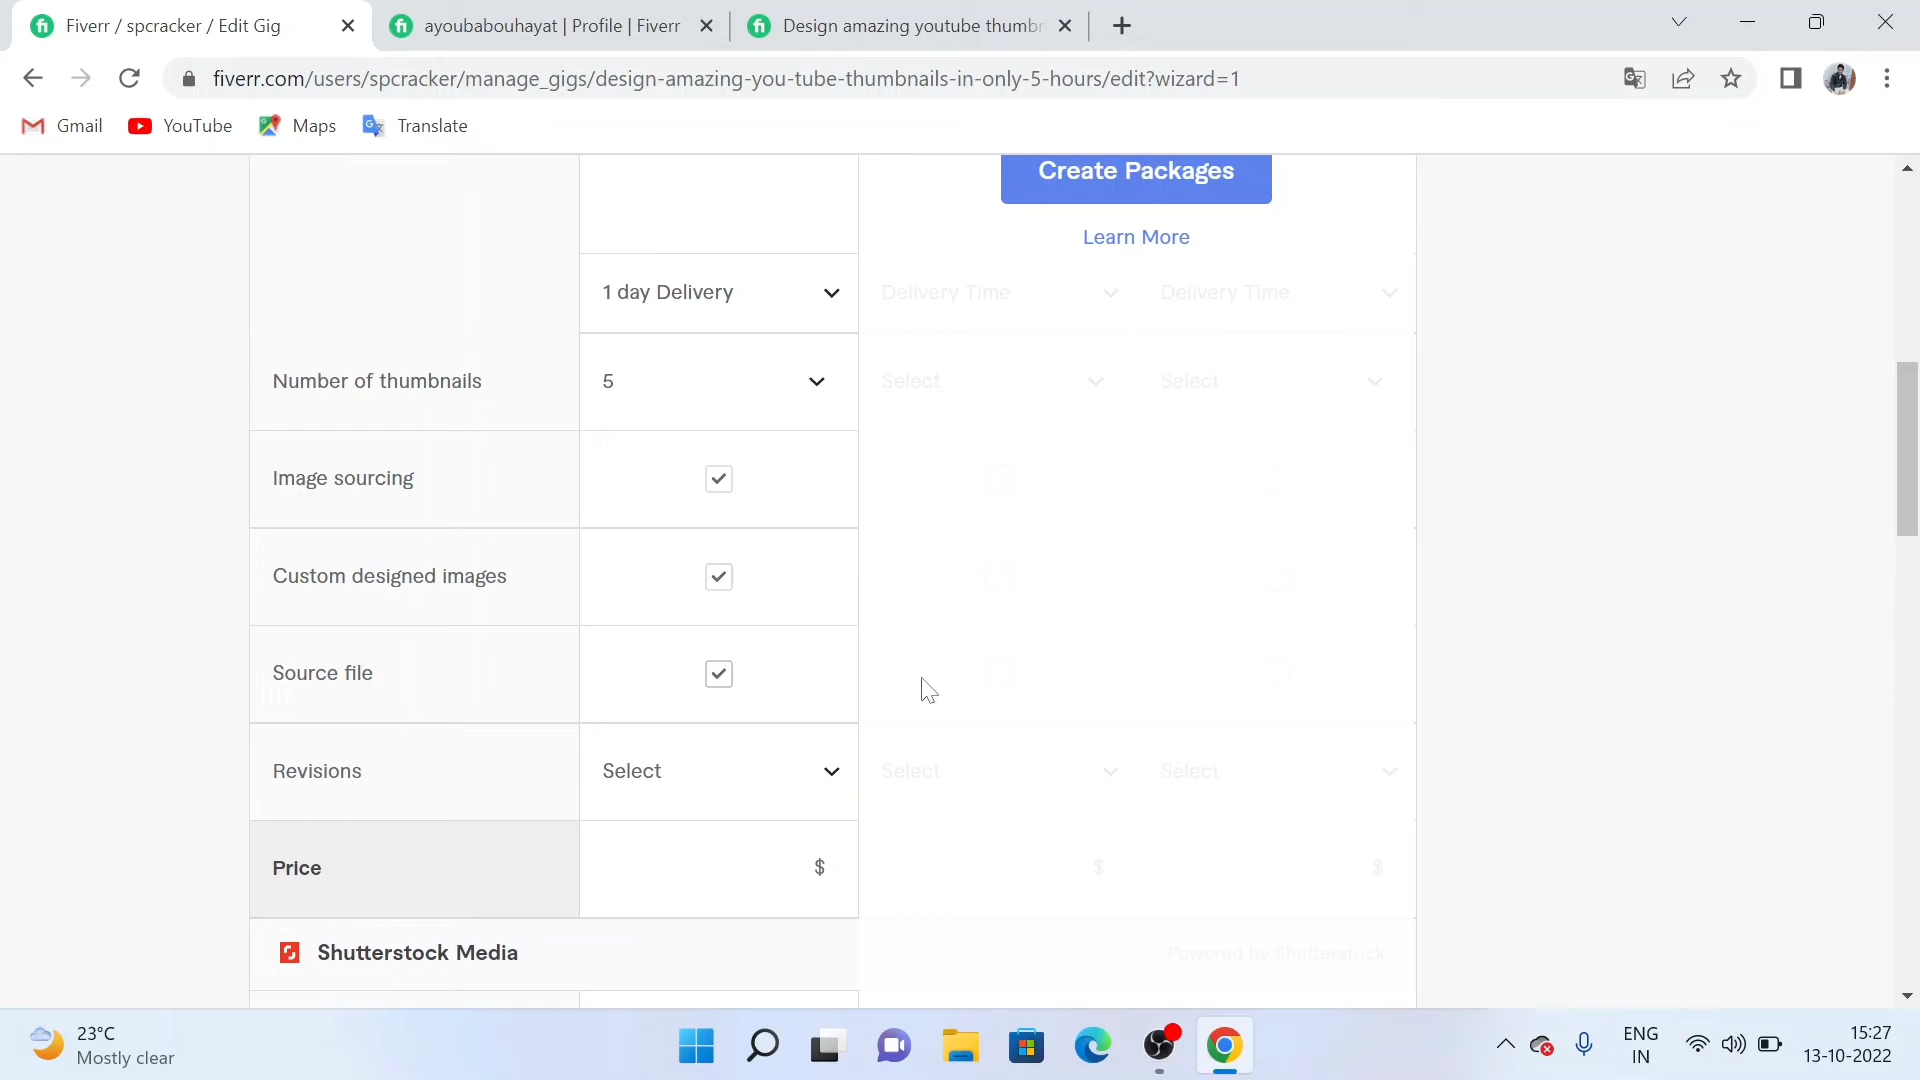 Fiverr / spcracker / Edit Gig
ayoubabouhayat | Profile | Fiverr
Design amazing youtube thumbn
fiverr.com/users/spcracker/manage_gigs/design-amazing-you-tube-thumbnails-in-only-5-hours/edit?wizard=1
Gmail
YouTube
Maps
Translate
Create Packages
Learn More
1 day Delivery
Delivery Time
Delivery Time
Number of thumbnails
5
Select
Select
Image sourcing
Custom designed images
Source file
Revisions
Select
Select
Select
Price
$
$
$
Shutterstock Media
Powered by Shutterstock
23°C
Mostly clear
ENG
IN
15:27
13-10-2022